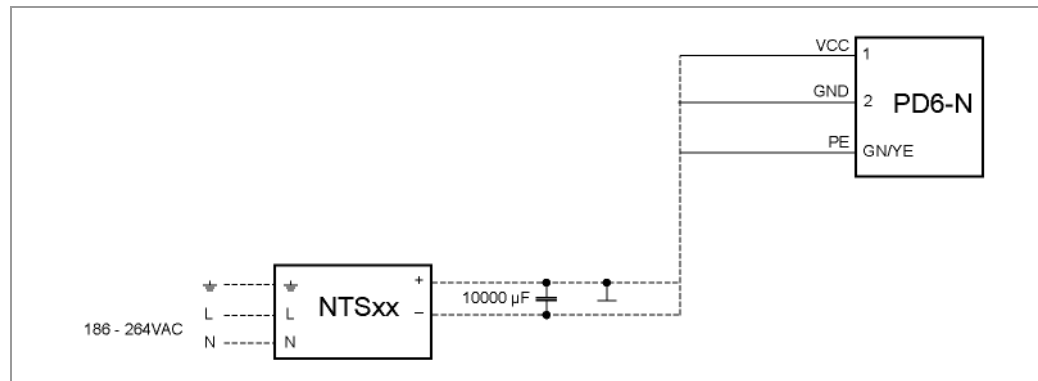 VCC 1
GND 2 PD6-N
PE GN/YE
+
10000 µF
L L NTSxx –
186 - 264VAC
N N